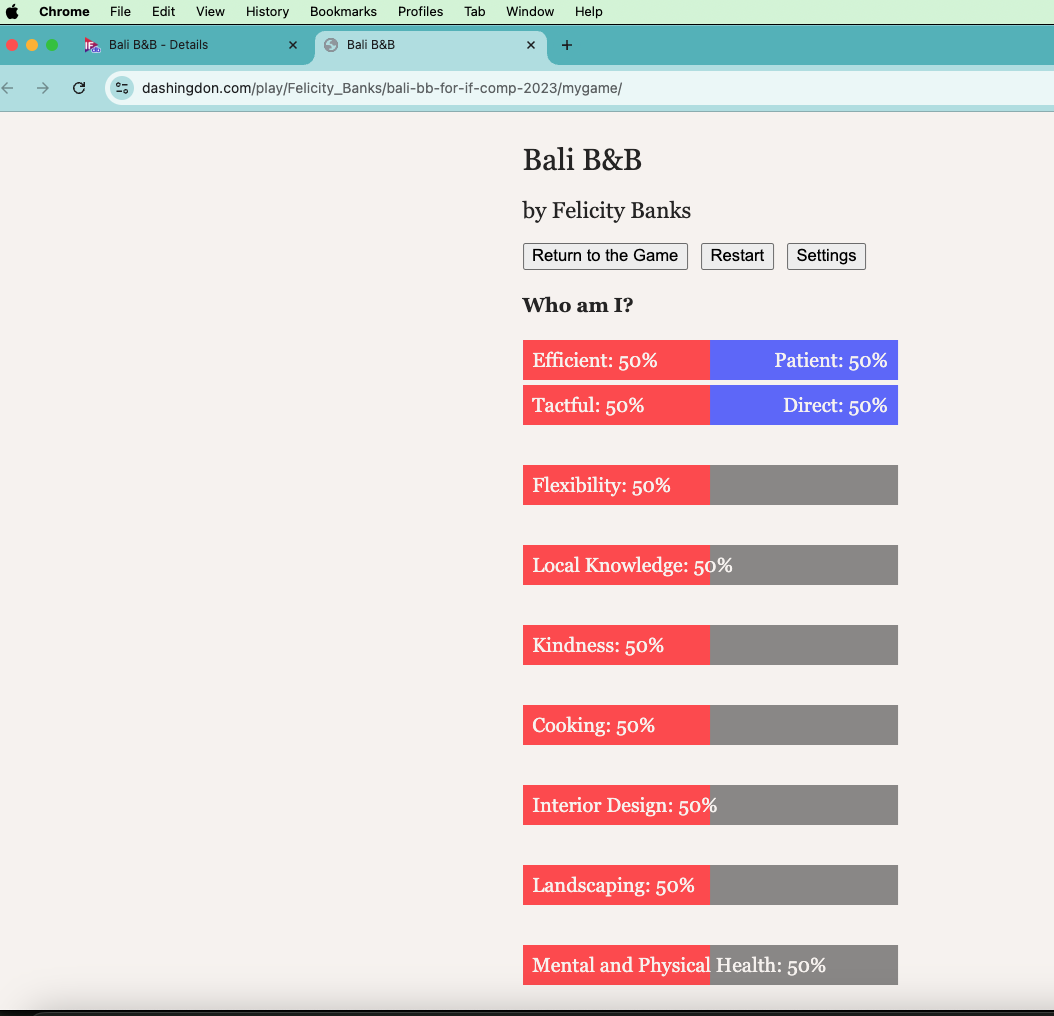 Chrome File Edit View History Bookmarks Profiles Tab Window Help
Bali B&B - Details Bali B&B
dashingdon.com/play/Felicity_Banks/bali-bb-for-if-comp-2023/mygame/
Bali B&B
by Felicity Banks
Return to the Game Restart Settings
Who am I?
Efficient: 50% Patient: 50%
Tactful: 50% Direct: 50%
Flexibility: 50%
Local Knowledge: 50%
Kindness: 50%
Cooking: 50%
Interior Design: 50%
Landscaping: 50%
Mental and Physical Health: 50%